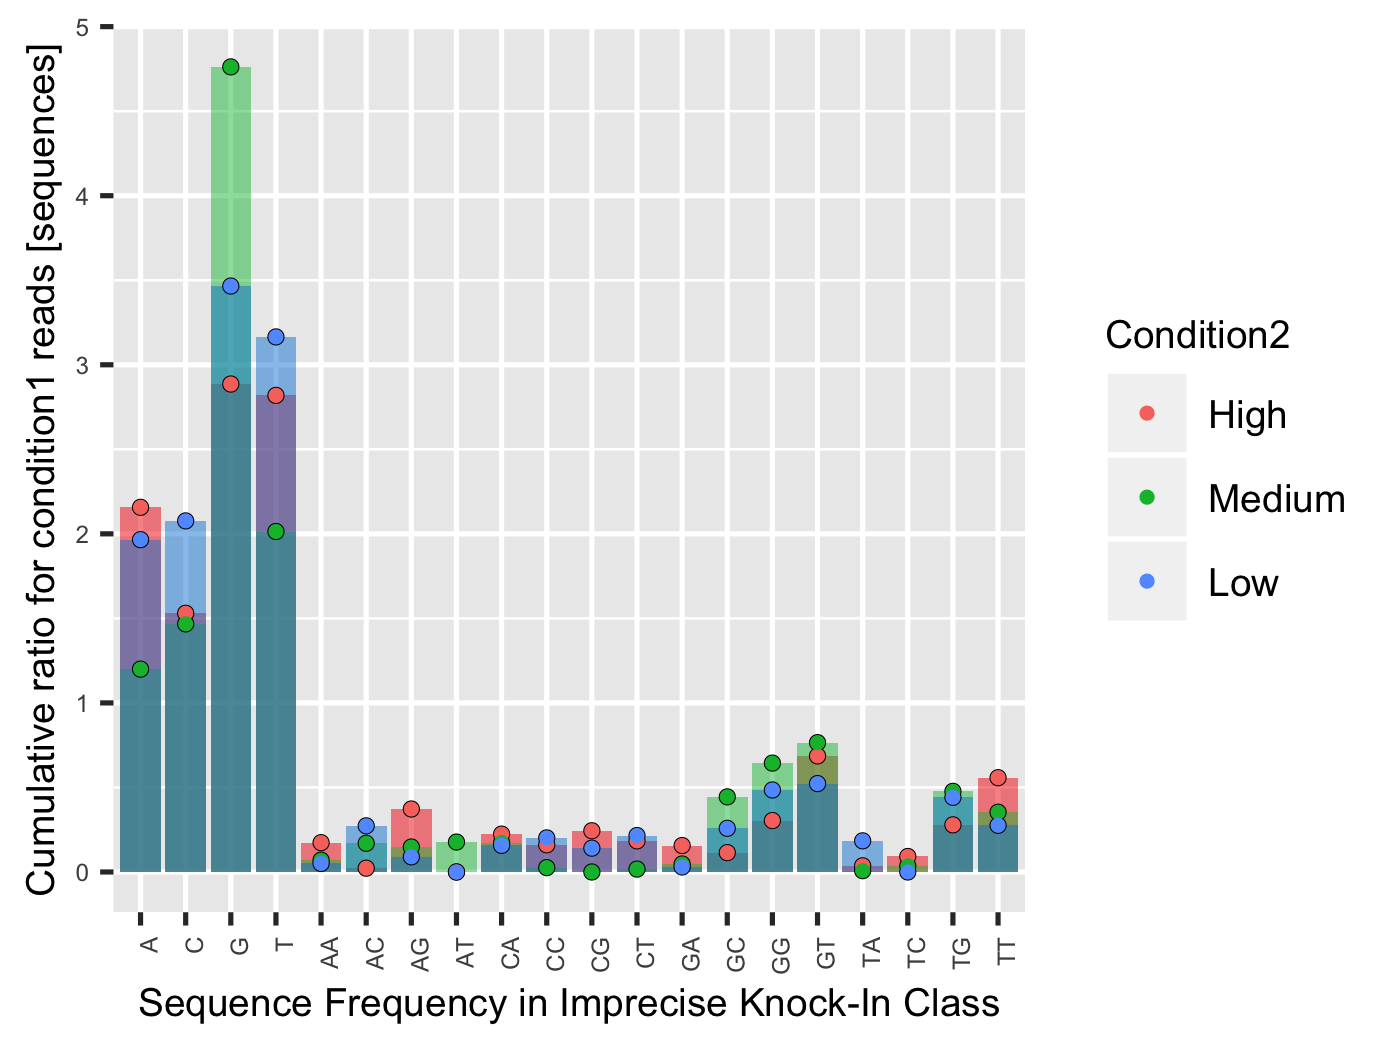 Cumulative ratio for condition1 reads [sequences]
5
4
3
2
1
0
A C G T AA AC AG AT CA CC CG CT GA GC GG GT TA TC TG TT
Sequence Frequency in Imprecise Knock-In Class
Condition2
High
Medium
Low